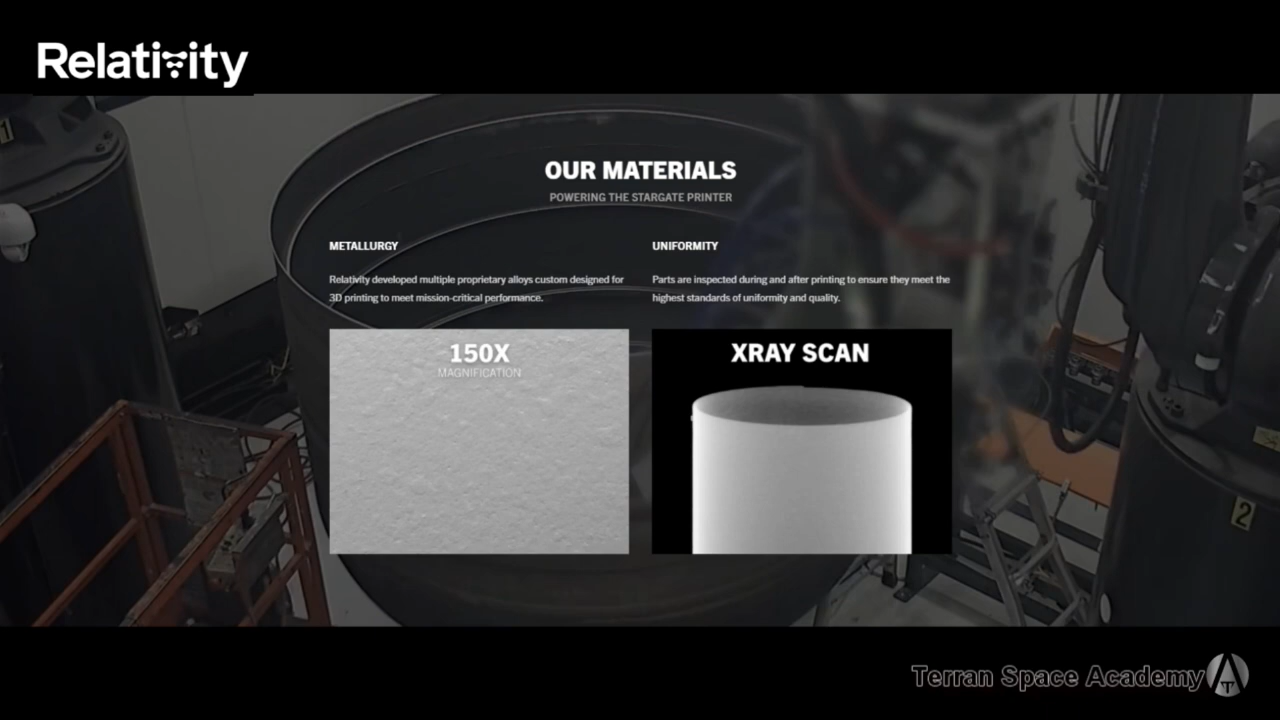 Relativity
OUR MATERIALS
POWERING THE STARGATE PRINTER
METALLURGY
Relativity developed multiple proprietary alloys custom designed for
3D printing to meet mission-critical performance.
UNIFORMITY
Parts are inspected during and after printing to ensure they meet the
highest standards of uniformity and quality.
150X
MAGNIFICATION
XRAY SCAN
1
2
Terran Space Academy